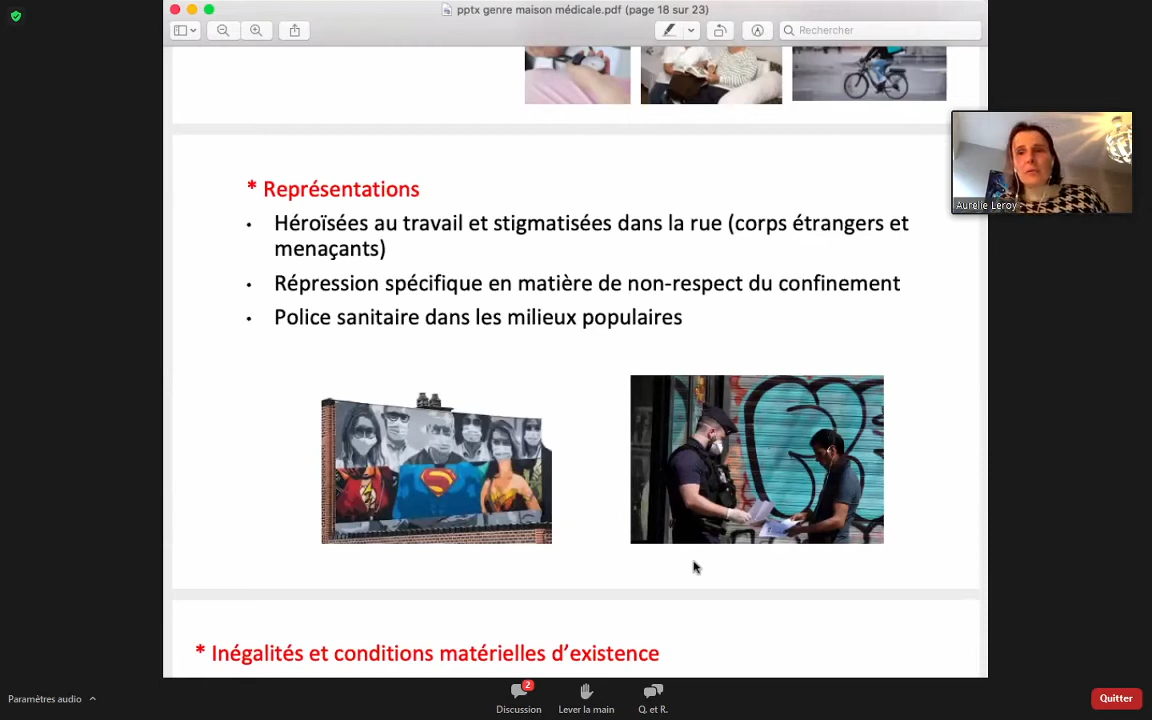 pptx genre maison médicale.pdf (page 18 sur 23)
Rechercher
* Représentations
• Héroïsées au travail et stigmatisées dans la rue (corps étrangers et
menaçants)
• Répression spécifique en matière de non-respect du confinement
• Police sanitaire dans les milieux populaires
Aurélie Leroy
* Inégalités et conditions matérielles d’existence
Paramètres audio
2
Discussion
Lever la main
Q. et R.
Quitter